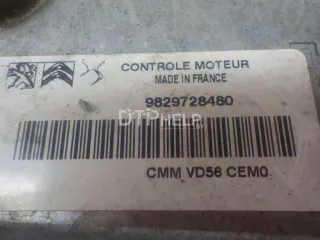 CONTROLE MOTEUR
MADE IN FRANCE
9829728480
DTPHELP
CMM VD56 CEM0